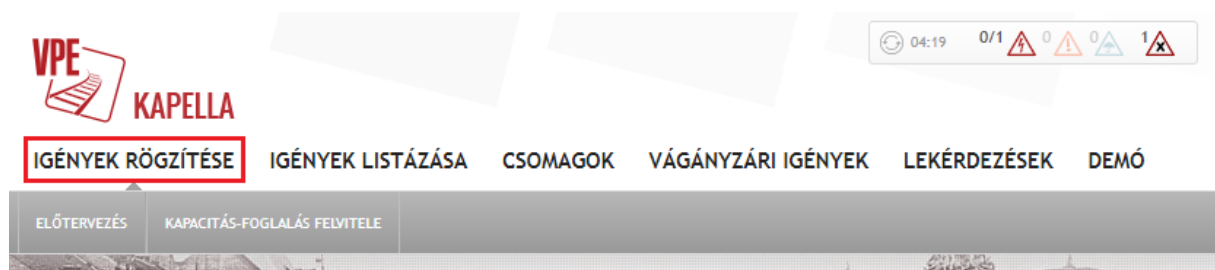 VPE
KAPELLA
04:19 0/1 0 0 1
IGÉNYEK RÖGZÍTÉSE IGÉNYEK LISTÁZÁSA CSOMAGOK VÁGÁNYZÁRI IGÉNYEK LEKÉRDEZÉSEK DEMÓ
ELŐTERVEZÉS KAPACITÁS-FOGLALÁS FELVITELE